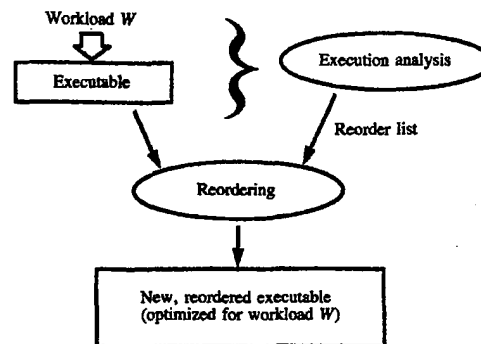 Workload W
Executable
Execution analysis
Reorder list
Reordering
New, reordered executable
(optimized for workload W)